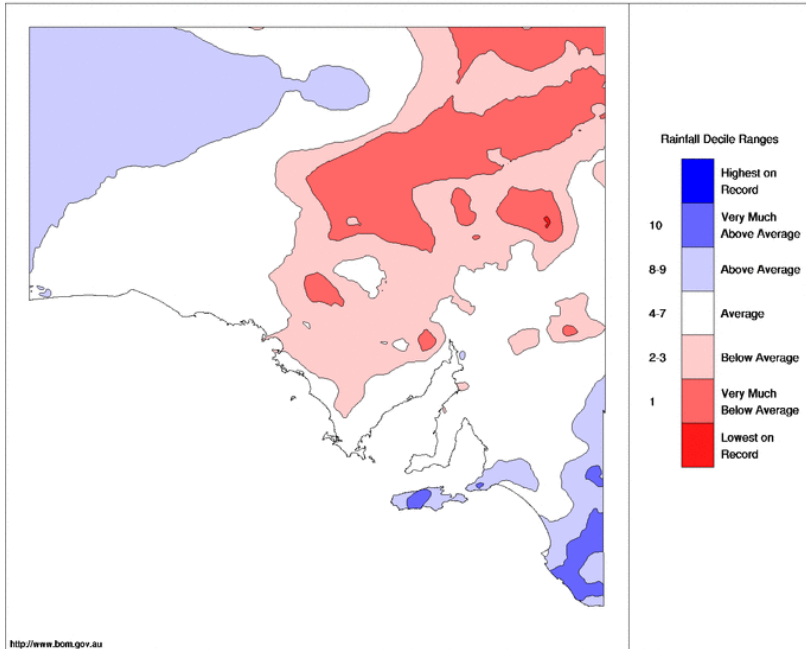 Rainfall Decile Ranges
Highest on
Record
10
Very Much
Above Average
8-9
Above Average
4-7
Average
2-3
Below Average
1
Very Much
Below Average
Lowest on
Record
http://www.bom.gov.au